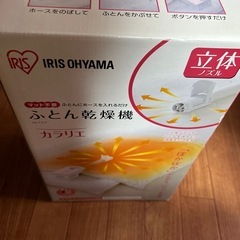 ホースをのばして
ふとんをかぶせて
ボタンを押すだけ
IRIS
IRIS OHYAMA
立体
ノズル
マット不要
ふとんにホースを入れるだけ
ふとん乾燥機
カラリエ